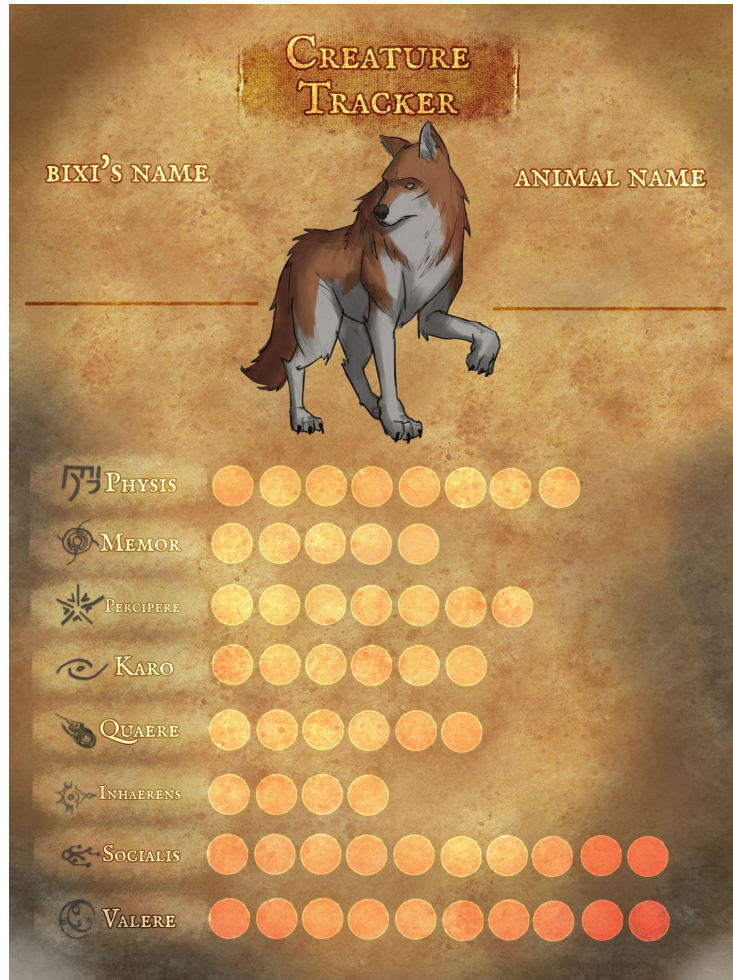 Creature
Tracker
bixi's name
animal name
Physis
Memor
Percipere
Karo
Quaere
Inhaerens
Socialis
Valere